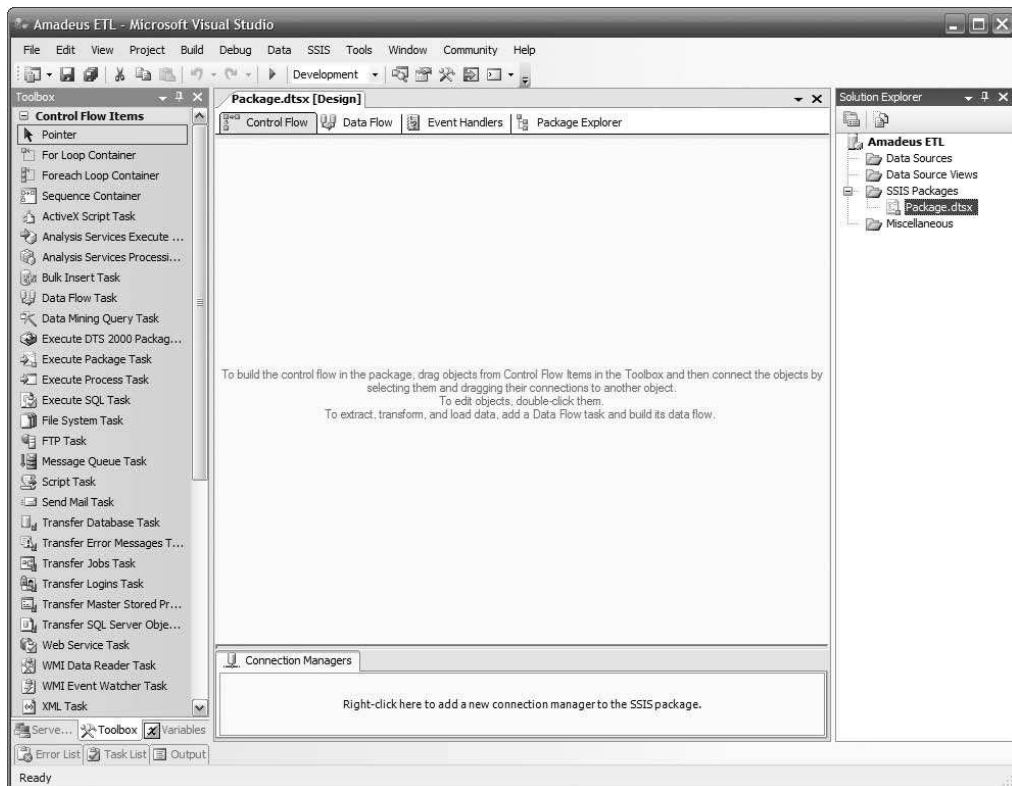 Amadeus ETL - Microsoft Visual Studio
File Edit View Project Build Debug Data SSIS Tools Window Community Help
Development
Toolbox
Control Flow Items
Pointer
For Loop Container
Foreach Loop Container
Sequence Container
ActiveX Script Task
Analysis Services Execute ...
Analysis Services Processi...
Bulk Insert Task
Data Flow Task
Data Mining Query Task
Execute DTS 2000 Packag...
Execute Package Task
Execute Process Task
Execute SQL Task
File System Task
FTP Task
Message Queue Task
Script Task
Send Mail Task
Transfer Database Task
Transfer Error Messages T...
Transfer Jobs Task
Transfer Logins Task
Transfer Master Stored Pr...
Transfer SQL Server Obje...
Web Service Task
WMI Data Reader Task
WMI Event Watcher Task
XML Task
Serve... Toolbox Variables
Error List Task List Output
Ready
Package.dtsx [Design]
Control Flow Data Flow Event Handlers Package Explorer
To build the control flow in the package, drag objects from Control Flow Items in the Toolbox and then connect the objects by
selecting them and dragging their connections to another object.
To edit objects, double-click them.
To extract, transform, and load data, add a Data Flow task and build its data flow.
Connection Managers
Right-click here to add a new connection manager to the SSIS package.
Solution Explorer
Amadeus ETL
Data Sources
Data Source Views
SSIS Packages
Package.dtsx
Miscellaneous